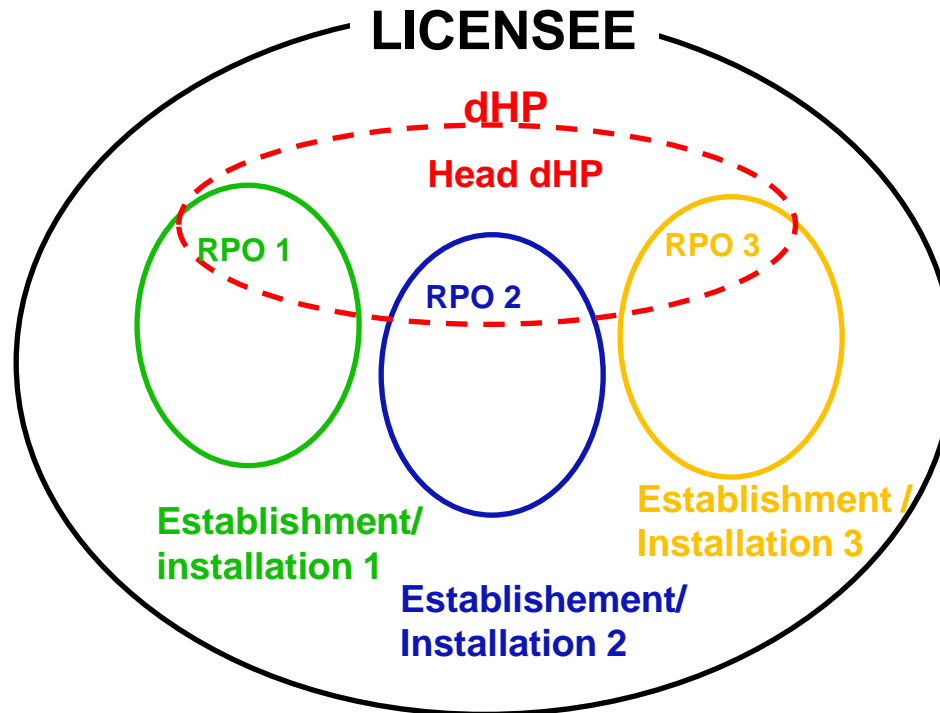 LICENSEE
dHP
Head dHP
RPO 1
RPO 2
RPO 3
Establishment/
installation 1
Establishement/
Installation 2
Establishment /
Installation 3